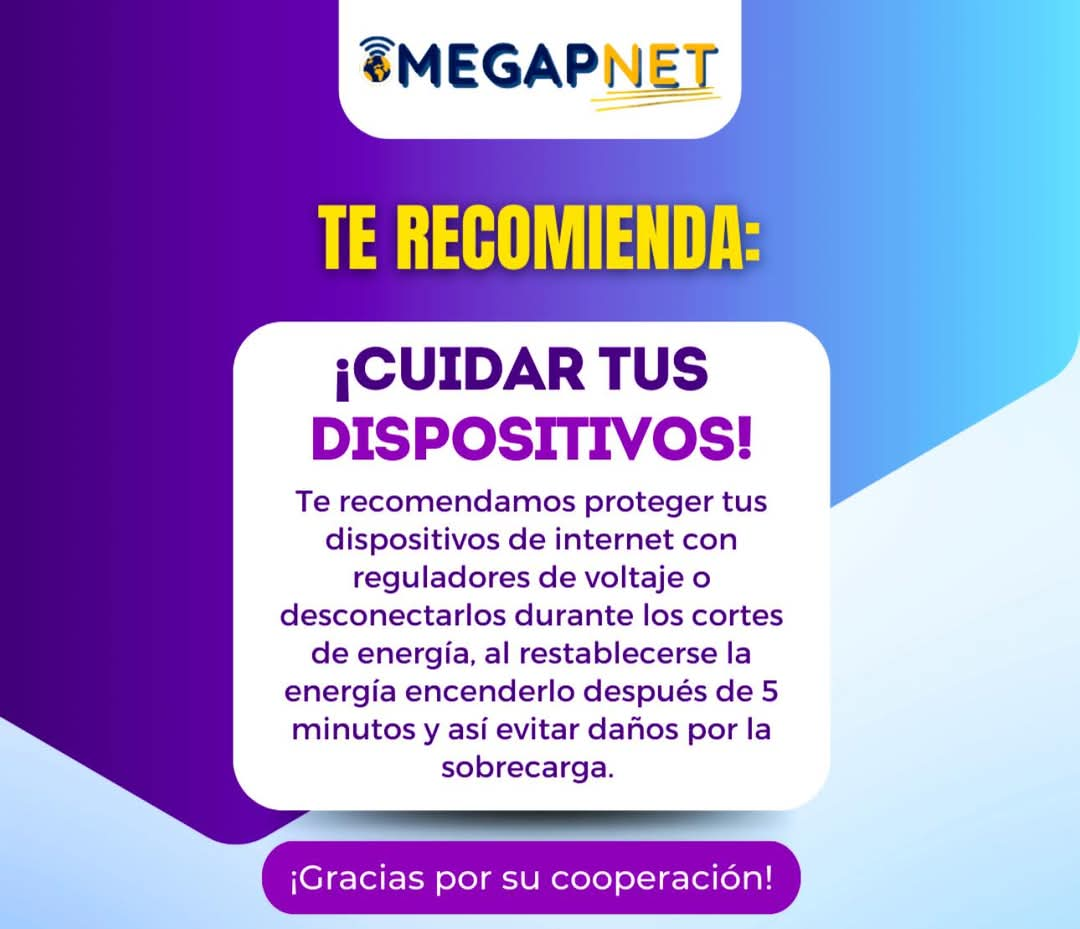 MEGAPNET
TE RECOMIENDA:
¡CUIDAR TUS
DISPOSITIVOS!
Te recomendamos proteger tus
dispositivos de internet con
reguladores de voltaje o
desconectarlos durante los cortes
de energía, al restablecerse la
energía encenderlo después de 5
minutos y así evitar daños por la
sobrecarga.
¡Gracias por su cooperación!